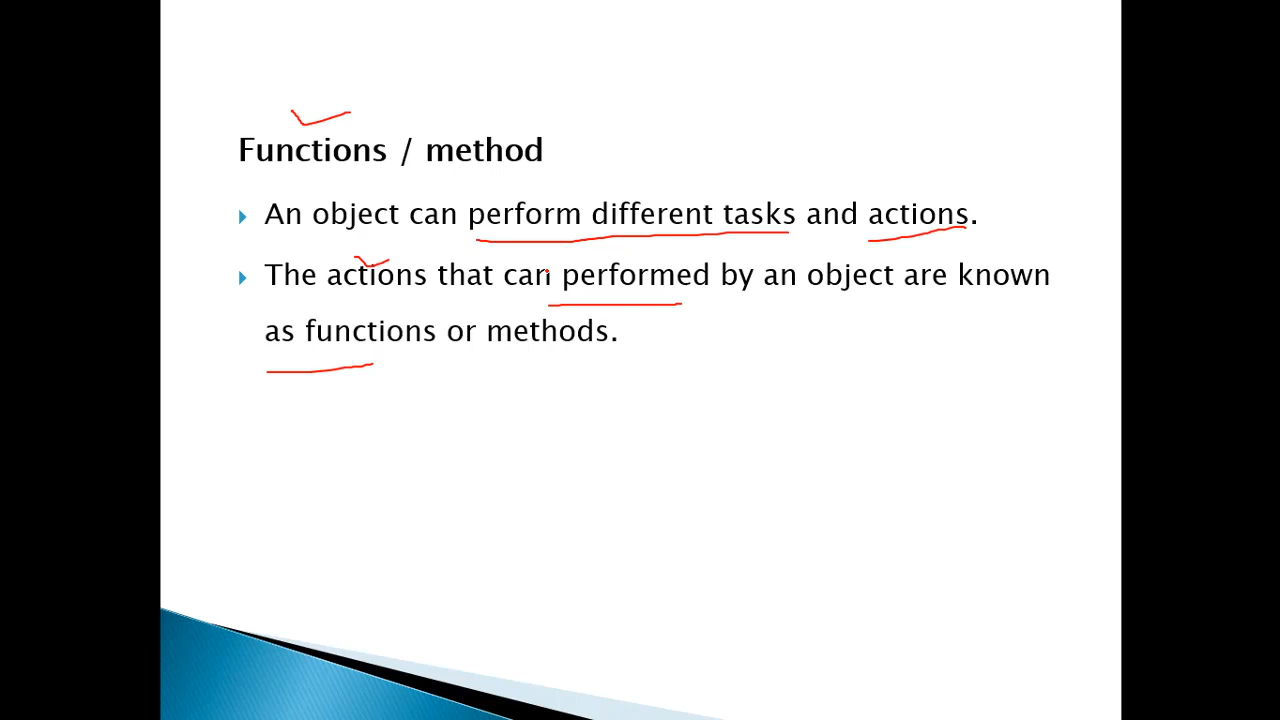 Functions / method
An object can perform different tasks and actions.
The actions that can performed by an object are known
as functions or methods.